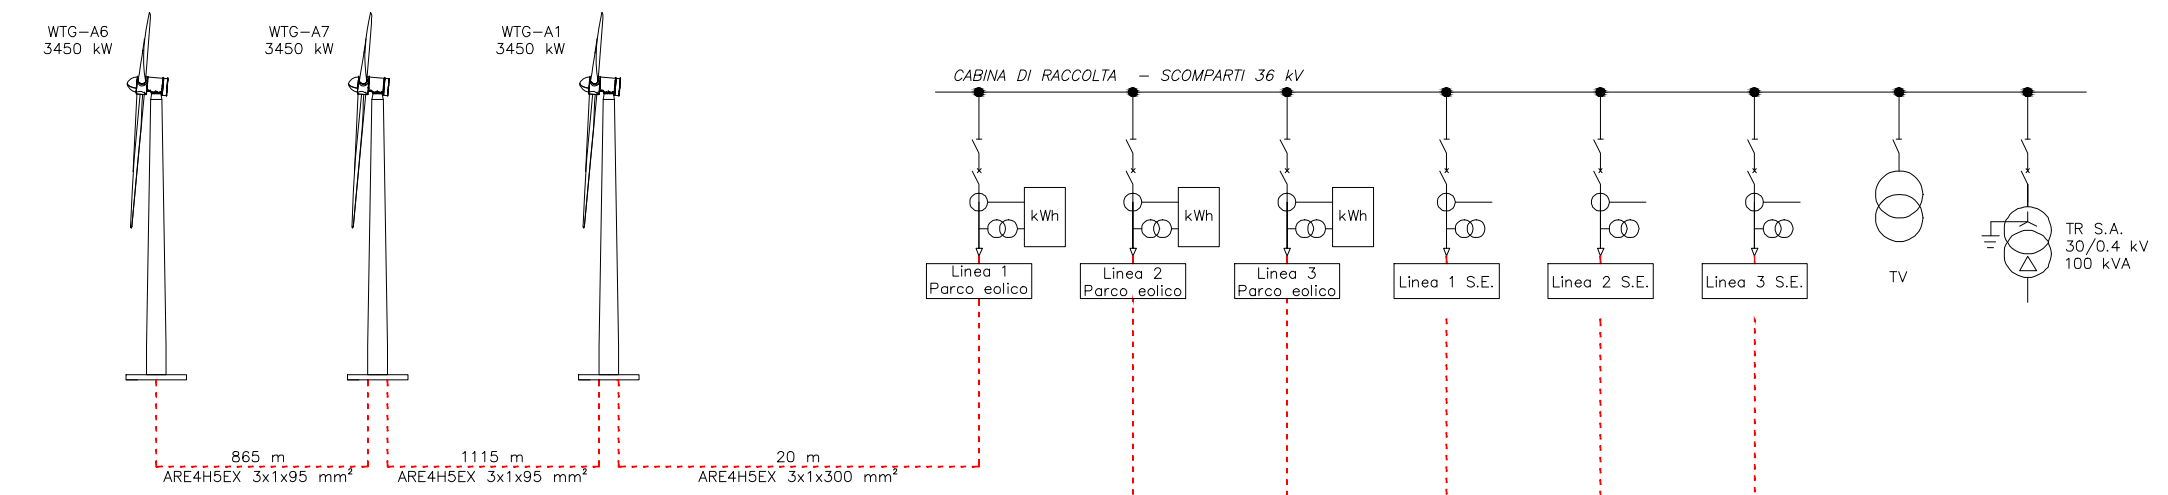 WTG-A6
3450 kW
WTG-A7
3450 kW
WTG-A1
3450 kW
CABINA DI RACCOLTA - SCOMPARTI 36 kV
kWh
kWh
kWh
Linea 1
Parco eolico
Linea 2
Parco eolico
Linea 3
Parco eolico
Linea 1 S.E.
Linea 2 S.E.
Linea 3 S.E.
TV
TR S.A.
30/0.4 kV
100 kVA
865 m
ARE4H5EX 3x1x95 mm²
1115 m
ARE4H5EX 3x1x95 mm²
20 m
ARE4H5EX 3x1x300 mm²